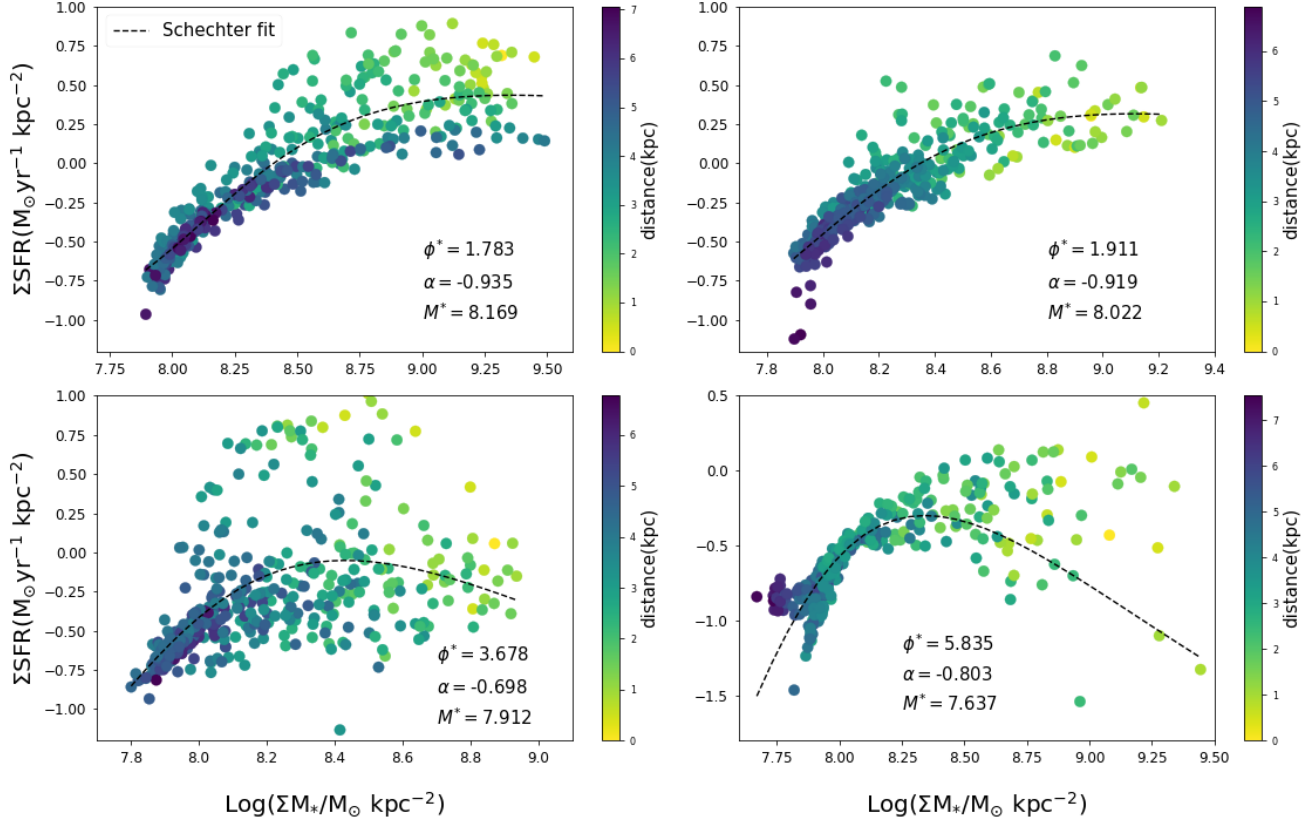 1.00
0.75
0.50
0.25
0.00
−0.25
−0.50
−0.75
−1.00
ΣSFR(M⊙yr⁻¹ kpc⁻²)
--- Schechter fit
ϕ* = 1.783
α = -0.935
M* = 8.169
7.75 8.00 8.25 8.50 8.75 9.00 9.25 9.50
7
6
5
4
3
2
1
0
distance(kpc)
1.00
0.75
0.50
0.25
0.00
−0.25
−0.50
−0.75
−1.00
ϕ* = 1.911
α = -0.919
M* = 8.022
7.8 8.0 8.2 8.4 8.6 8.8 9.0 9.2 9.4
6
5
4
3
2
1
0
distance(kpc)
1.00
0.75
0.50
0.25
0.00
−0.25
−0.50
−0.75
−1.00
ΣSFR(M⊙yr⁻¹ kpc⁻²)
ϕ* = 3.678
α = -0.698
M* = 7.912
7.8 8.0 8.2 8.4 8.6 8.8 9.0
Log(ΣM*/M⊙ kpc⁻²)
6
5
4
3
2
1
0
distance(kpc)
0.5
0.0
−0.5
−1.0
−1.5
ϕ* = 5.835
α = -0.803
M* = 7.637
7.75 8.00 8.25 8.50 8.75 9.00 9.25 9.50
Log(ΣM*/M⊙ kpc⁻²)
7
6
5
4
3
2
1
0
distance(kpc)